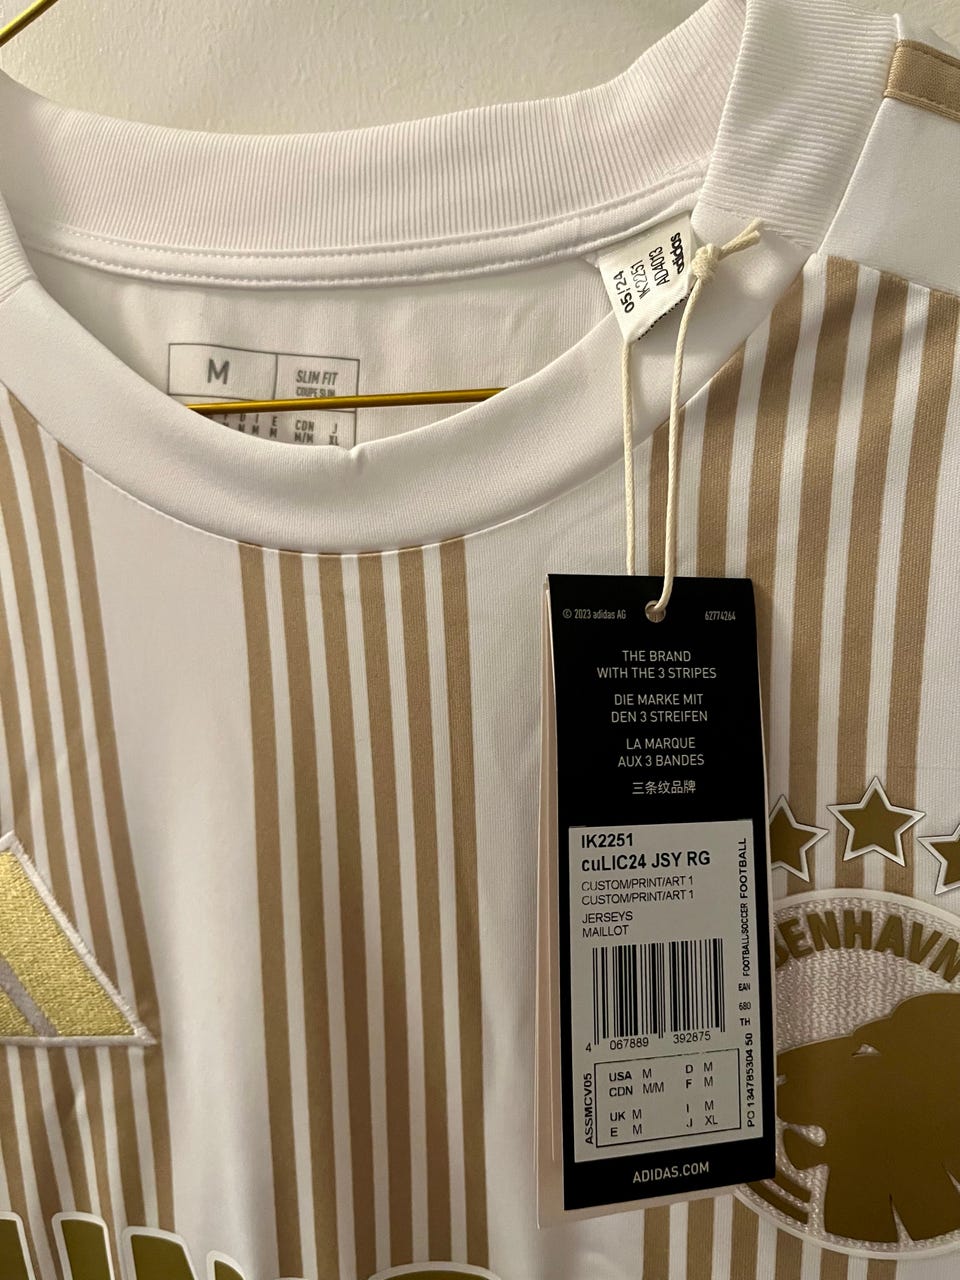 M
SLIM FIT
COUPE SLIM
D I E
CDN J
M M M
M/M XL
adidas
AD4013
IK2251
05/24
© 2023 adidas AG 62774264
THE BRAND
WITH THE 3 STRIPES
DIE MARKE MIT
DEN 3 STREIFEN
LA MARQUE
AUX 3 BANDES
三条纹品牌
IK2251
cuLIC24 JSY RG
CUSTOM/PRINT/ART 1
CUSTOM/PRINT/ART 1
JERSEYS
MAILLOT
4 067889 392875
USA M D M
CDN M/M F M
UK M I M
E M J XL
ASSMCV05
FOOTBALL/SOCCER FOOTBALL
EAN
680
TH
PO 134785304 50
ADIDAS.COM